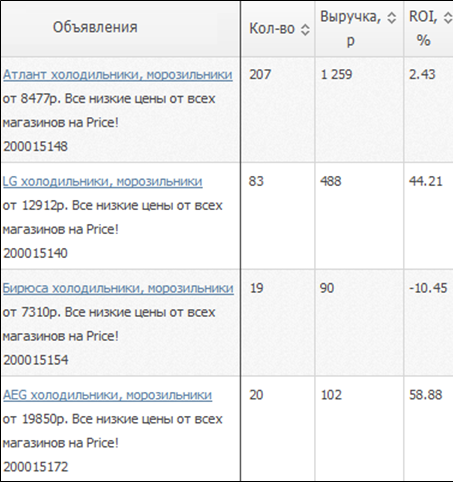 Объявления Кол-во Выручка, р ROI, %
Атлант холодильники, морозильники 207 1 259 2.43
от 8477р. Все низкие цены от всех
магазинов на Price!
200015148
LG холодильники, морозильники 83 488 44.21
от 12912р. Все низкие цены от всех
магазинов на Price!
200015140
Бирюса холодильники, морозильники 19 90 -10.45
от 7310р. Все низкие цены от всех
магазинов на Price!
200015154
AEG холодильники, морозильники 20 102 58.88
от 19850р. Все низкие цены от всех
магазинов на Price!
200015172